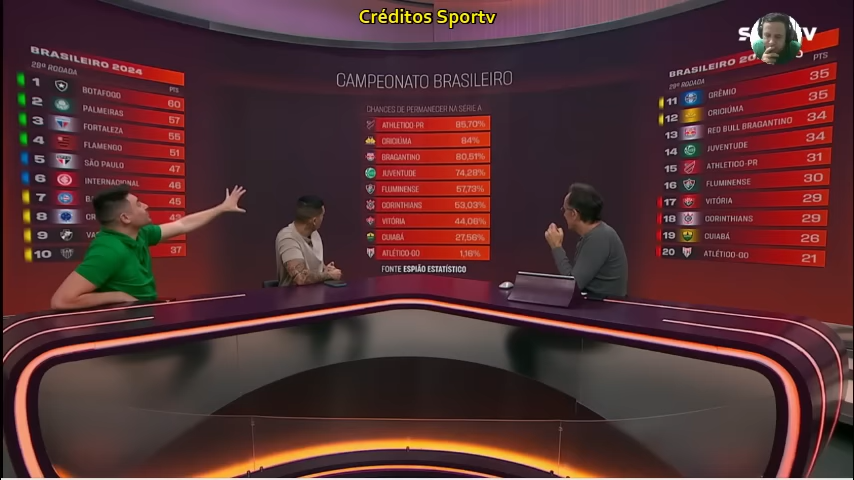 Créditos Sportv
BRASILEIRO 2024
29ª RODADA
PTS
1 BOTAFOGO 60
2 PALMEIRAS 57
3 FORTALEZA 55
4 FLAMENGO 51
5 SÃO PAULO 47
6 INTERNACIONAL 46
7
8
9
10 37
CAMPEONATO BRASILEIRO
CHANCES DE PERMANECER NA SÉRIE A
ATHLETICO-PR 85,70%
CRICIÚMA 84%
BRAGANTINO 80,51%
JUVENTUDE 74,28%
FLUMINENSE 57,73%
CORINTHIANS 53,03%
VITÓRIA 44,06%
CUIABÁ 27,56%
ATLÉTICO-GO 1,16%
FONTE ESPIÃO ESTATÍSTICO
BRASILEIRO
29ª RODADA
PTS
11 GRÊMIO 35
12 CRICIÚMA 35
13 RED BULL BRAGANTINO 34
14 JUVENTUDE 34
15 ATHLETICO-PR 31
16 FLUMINENSE 30
17 VITÓRIA 29
18 CORINTHIANS 29
19 CUIABÁ 26
20 ATLÉTICO-GO 21